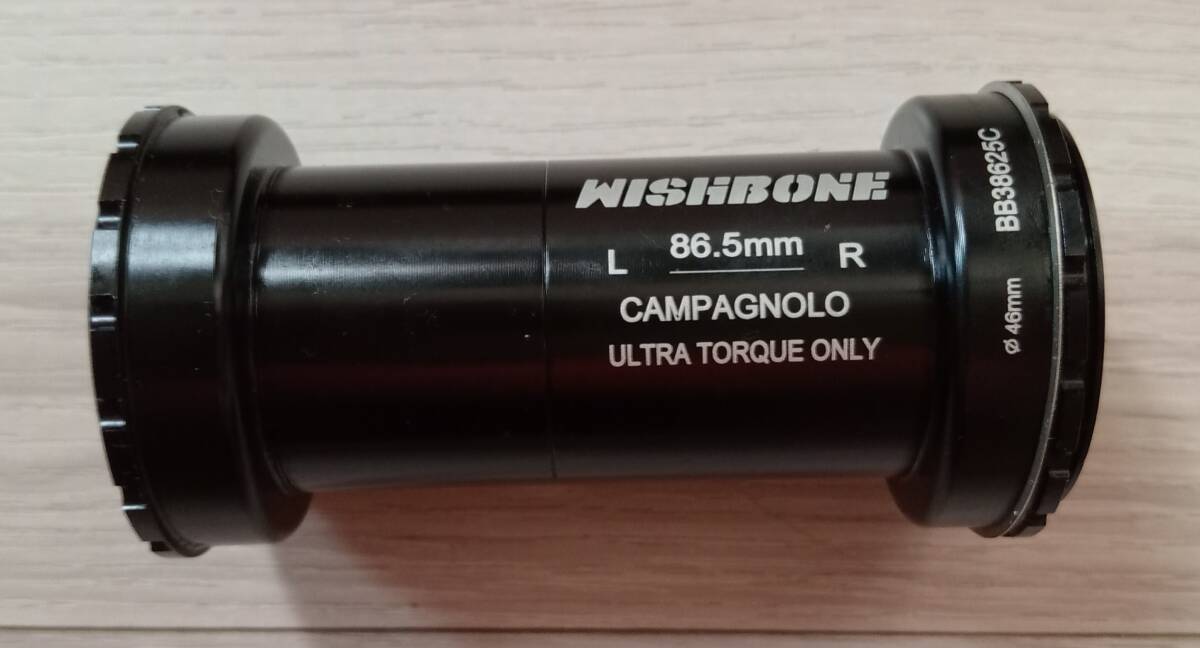 WISHBONE
L 86.5mm R
CAMPAGNOLO
ULTRA TORQUE ONLY
BB38625C
ø 46mm